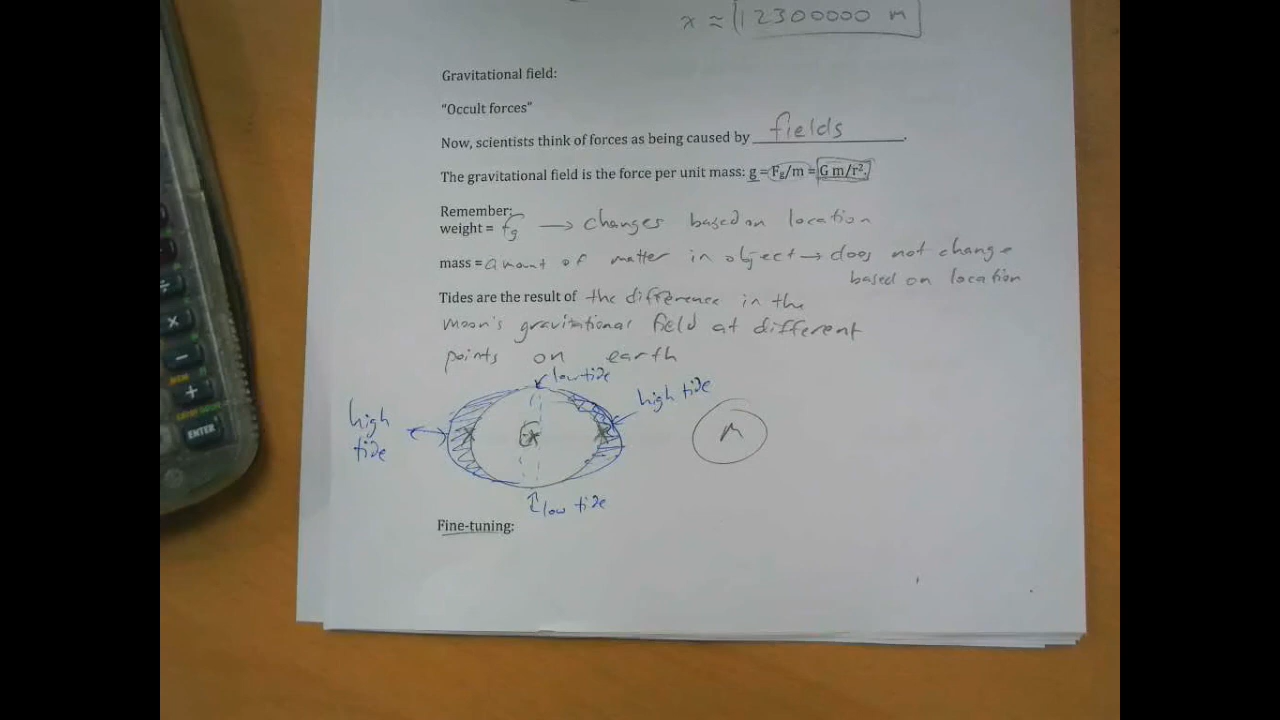 x ≈ 12300000 m
Gravitational field:
"Occult forces"
Now, scientists think of forces as being caused by fields.
The gravitational field is the force per unit mass: g = Fg/m = G m/r².
Remember:
weight = Fg → changes based on location
mass = amount of matter in object → does not change
based on location
Tides are the result of the difference in the
moon's gravitational field at different
points on earth
low tide
high tide
high
tide
E
M
low tide
Fine-tuning:
ENTER